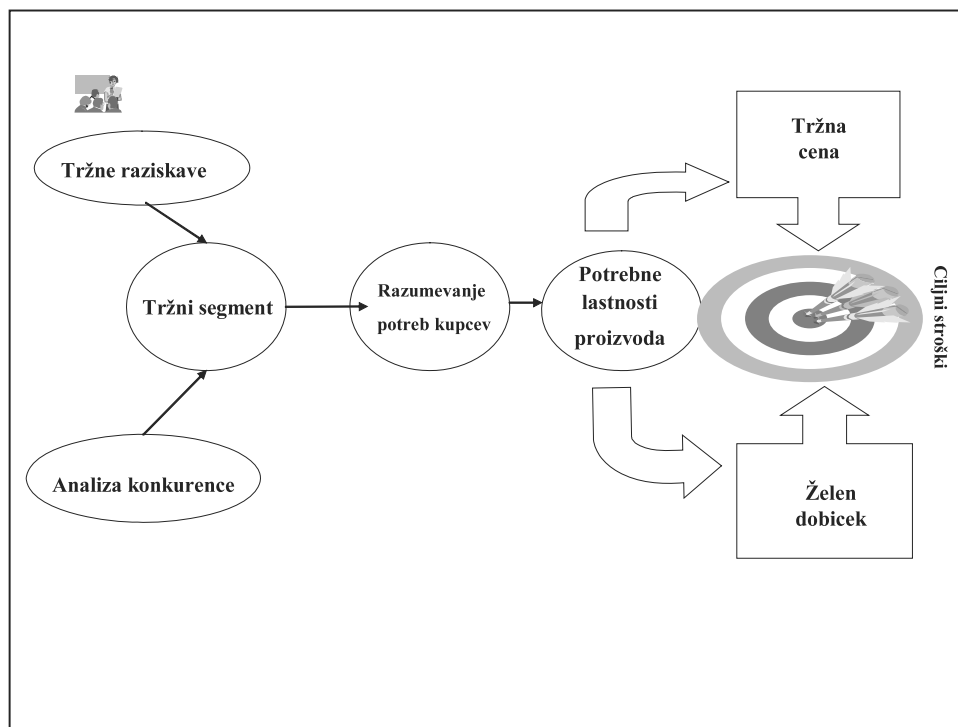 Tržne raziskave
Tržni segment
Analiza konkurence
Razumevanje
potreb kupcev
Potrebne
lastnosti
proizvoda
Tržna
cena
Ciljni stroški
Želen
dobicek